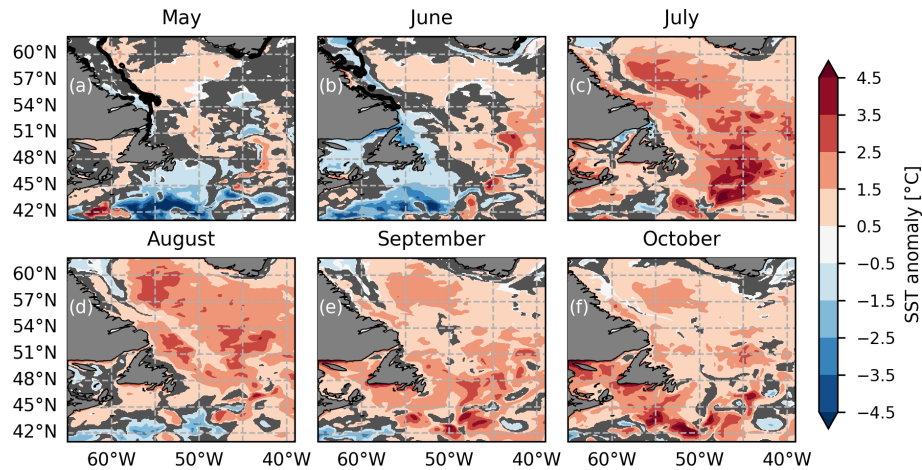 May June July
60°N
57°N
54°N
51°N
48°N
45°N
42°N
(a) (b) (c)
August September October
60°N
57°N
54°N
51°N
48°N
45°N
42°N
(d) (e) (f)
60°W 50°W 40°W 60°W 50°W 40°W 60°W 50°W 40°W
4.5
3.5
2.5
1.5
0.5
−0.5
−1.5
−2.5
−3.5
−4.5
SST anomaly [°C]